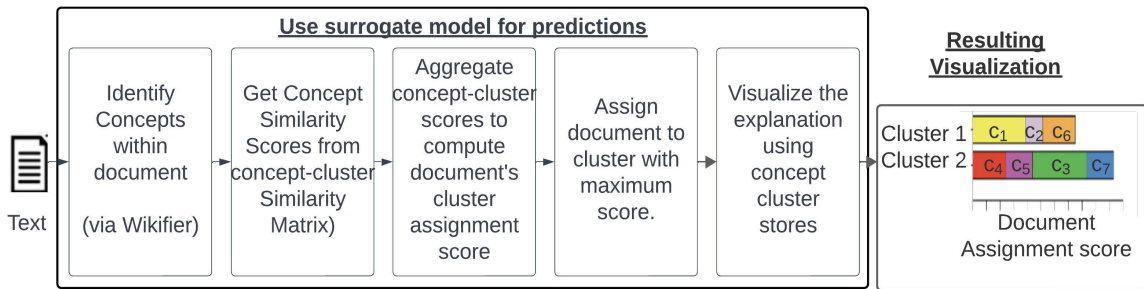 Use surrogate model for predictions
Text
Identify
Concepts
within
document
(via Wikifier)
Get Concept
Similarity
Scores from
concept-cluster
Similarity
Matrix)
Aggregate
concept-cluster
scores to
compute
document's
cluster
assignment
score
Assign
document to
cluster with
maximum
score.
Visualize the
explanation
using
concept
cluster
stores
Resulting
Visualization
Cluster 1 c1 c2 c6
Cluster 2 c4 c5 c3 c7
Document
Assignment score